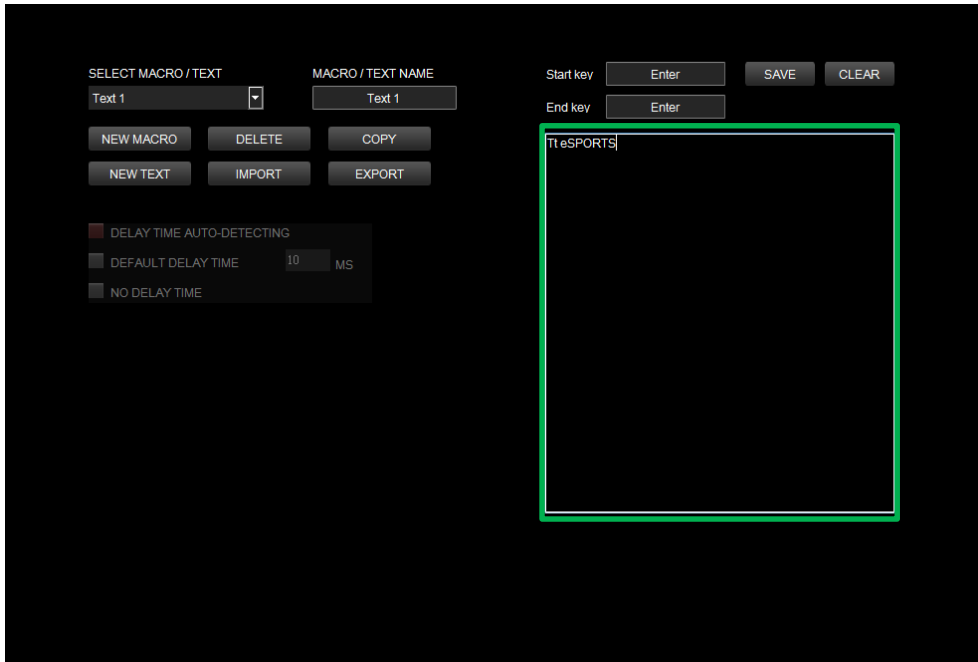 SELECT MACRO / TEXT
MACRO / TEXT NAME
Text 1
Text 1
NEW MACRO
DELETE
COPY
NEW TEXT
IMPORT
EXPORT
DELAY TIME AUTO-DETECTING
DEFAULT DELAY TIME
10
MS
NO DELAY TIME
Start key
Enter
SAVE
CLEAR
End key
Enter
Tt eSPORTS